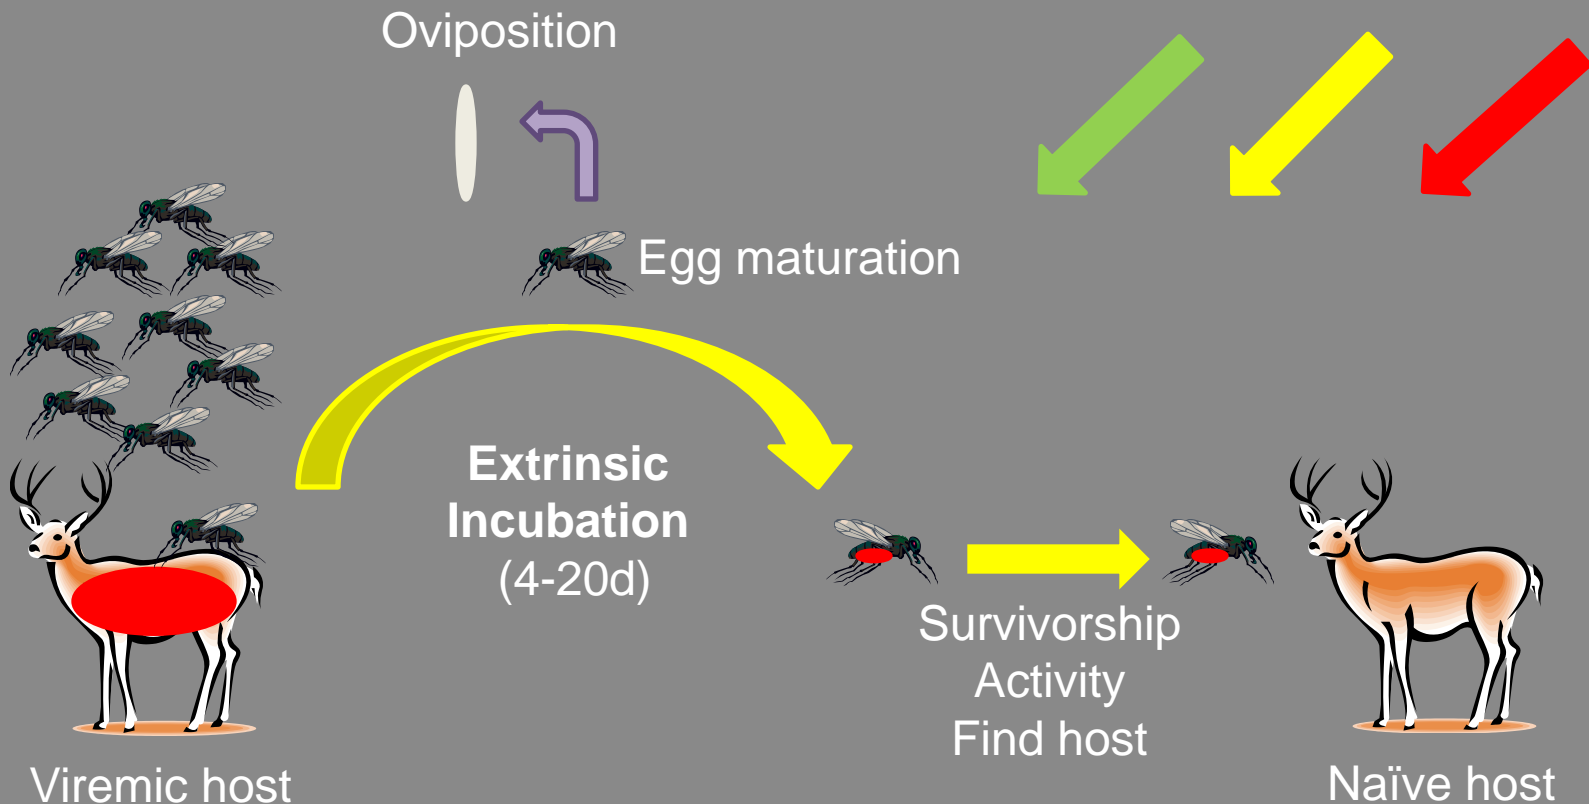 Oviposition
Egg maturation
Extrinsic
Incubation
(4-20d)
Survivorship
Activity
Find host
Viremic host
Naïve host